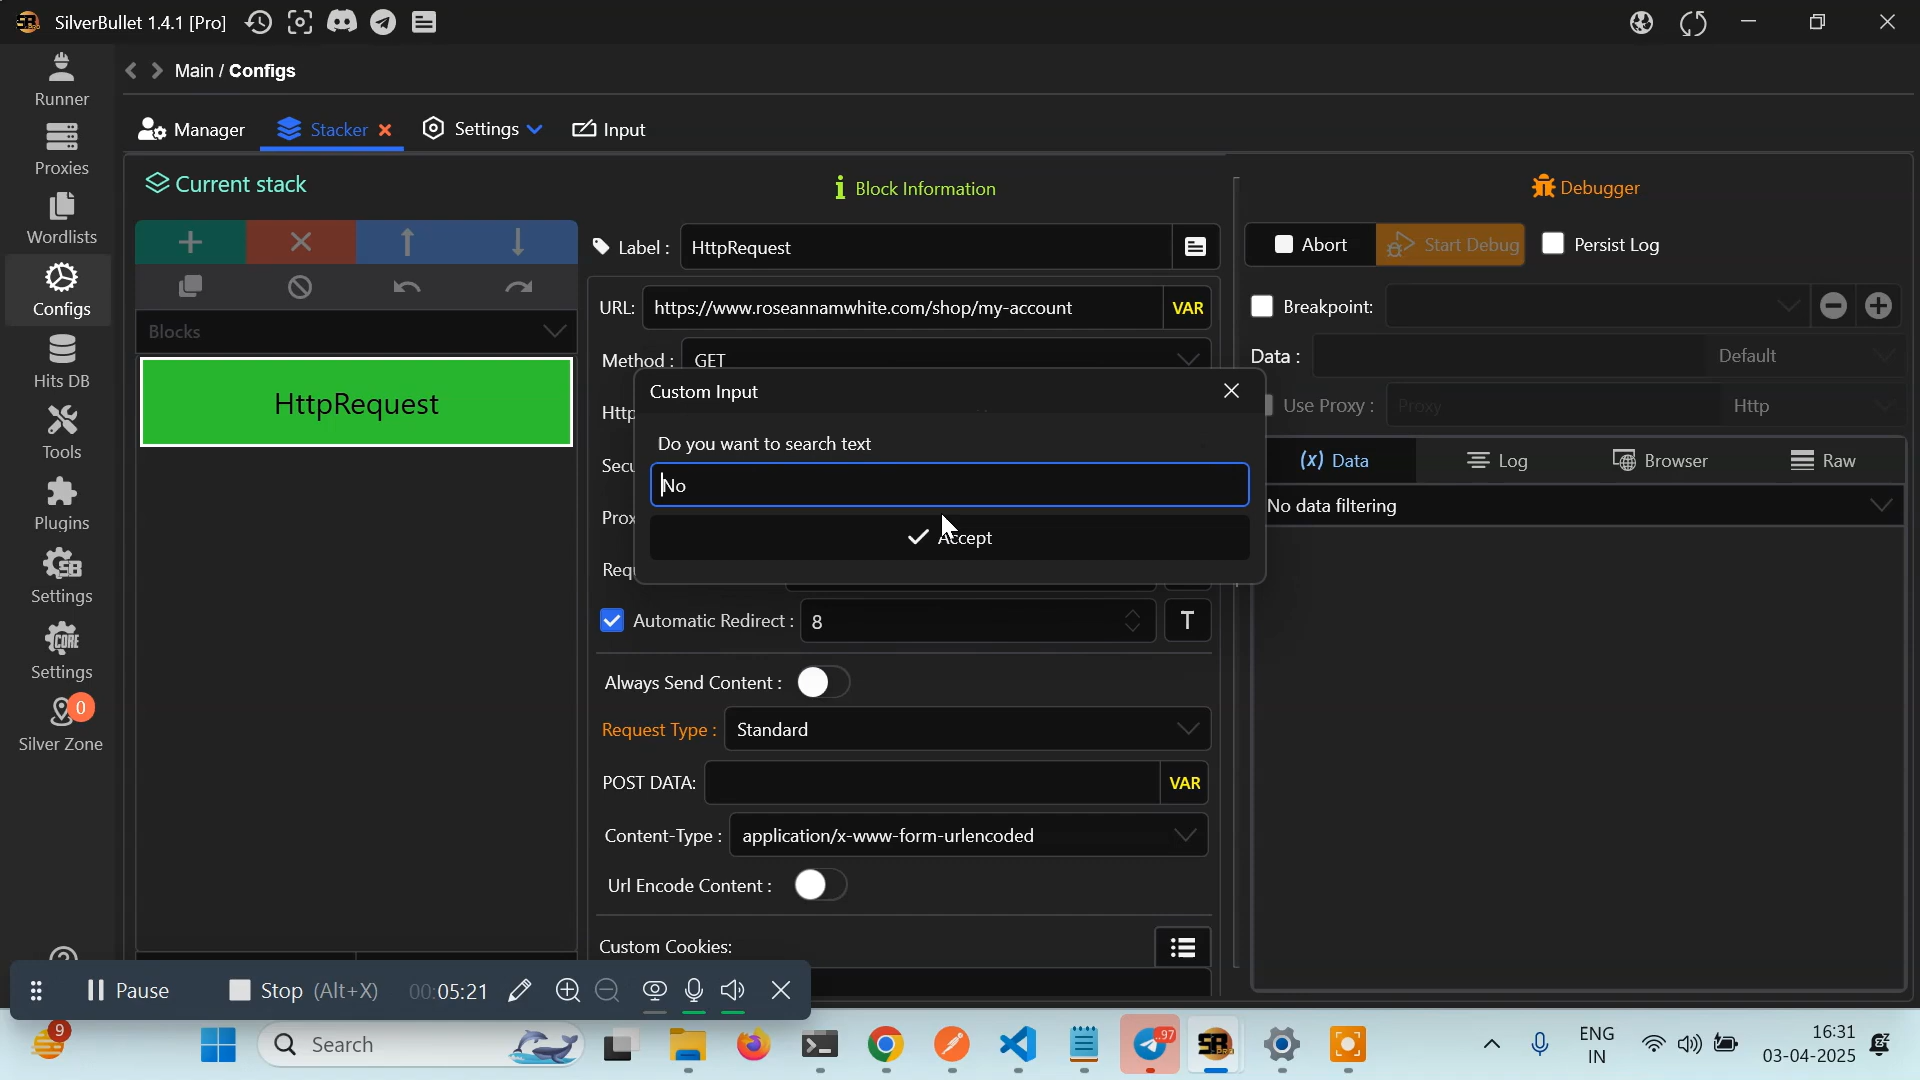 SilverBullet 1.4.1 [Pro]
Runner
Proxies
Wordlists
Configs
Hits DB
Tools
Plugins
Settings
Settings
0
Silver Zone
Main / Configs
Manager
Stacker
Settings
Input
Current stack
Blocks
HttpRequest
Block Information
Label :
HttpRequest
URL:
https://www.roseannamwhite.com/shop/my-account
VAR
Method :
GET
Custom Input
Do you want to search text
No
Accept
Automatic Redirect :
8
T
Always Send Content :
Request Type :
Standard
POST DATA:
VAR
Content-Type :
application/x-www-form-urlencoded
Url Encode Content :
Custom Cookies:
Debugger
Abort
Start Debug
Persist Log
Breakpoint:
Data :
Default
Use Proxy :
Proxy
Http
(x) Data
Log
Browser
Raw
No data filtering
Pause
Stop (Alt+X)
00:05:21
9
Search
97
ENG
IN
16:31
03-04-2025